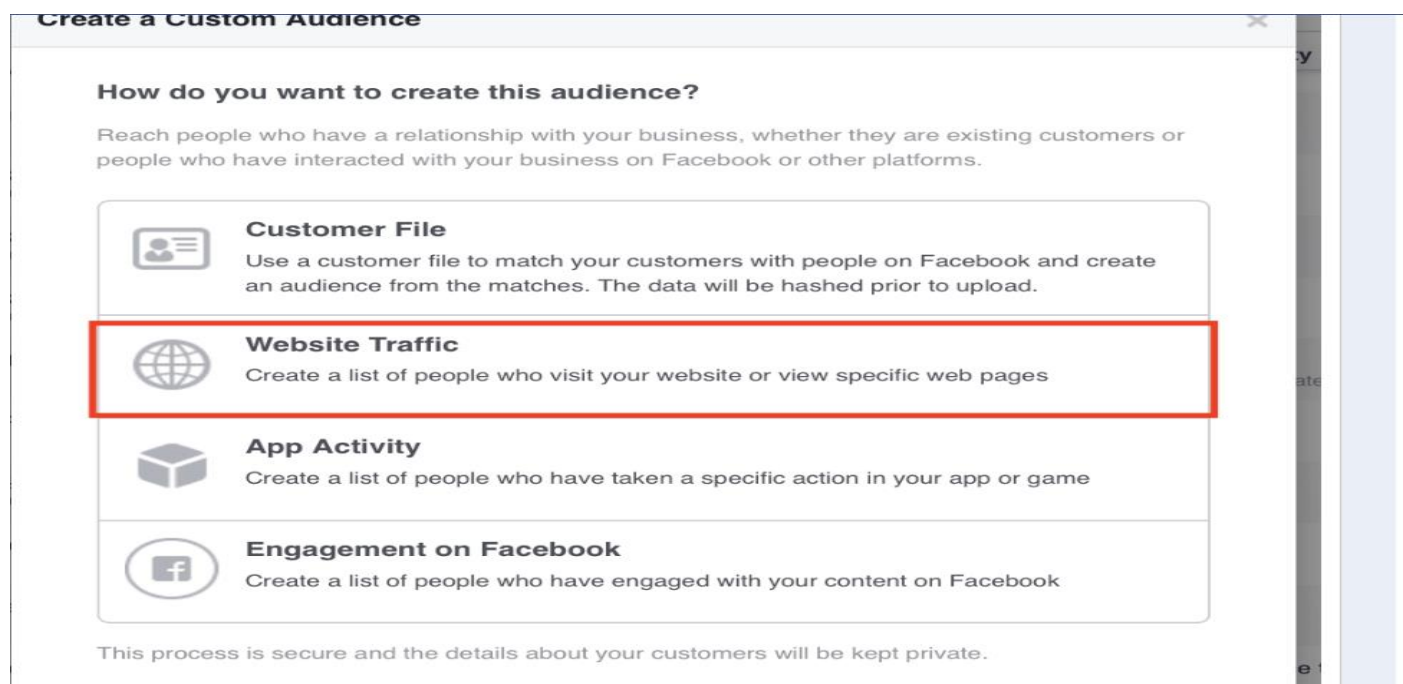 Create a Custom Audience
How do you want to create this audience?
Reach people who have a relationship with your business, whether they are existing customers or
people who have interacted with your business on Facebook or other platforms.
Customer File
Use a customer file to match your customers with people on Facebook and create
an audience from the matches. The data will be hashed prior to upload.
Website Traffic
Create a list of people who visit your website or view specific web pages
App Activity
Create a list of people who have taken a specific action in your app or game
Engagement on Facebook
Create a list of people who have engaged with your content on Facebook
This process is secure and the details about your customers will be kept private.